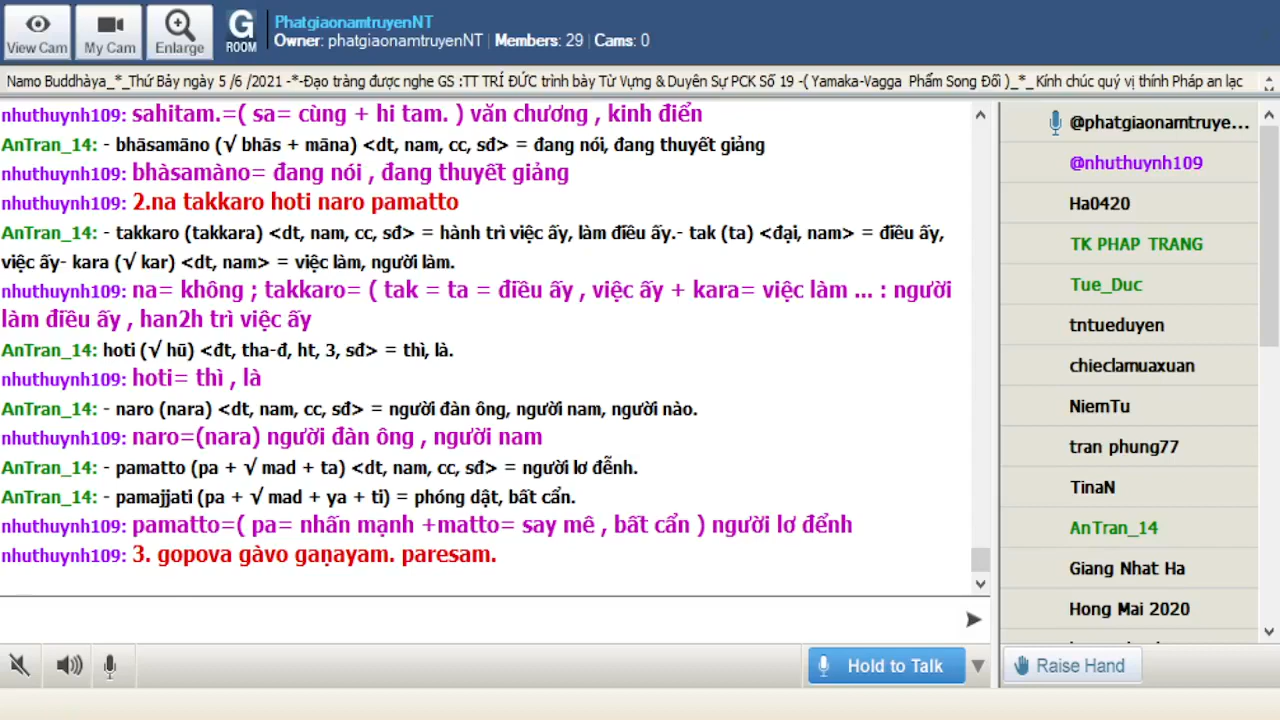 View Cam
My Cam
Enlarge
G
ROOM
PhatgiaonamtruyenNT
Owner: phatgiaonamtruyenNT | Members: 29 | Cams: 0
Namo Buddhàya_*_Thứ Bảy ngày 5 /6 /2021 -*-Đạo tràng được nghe GS :TT TRÍ ĐỨC trình bày Từ Vựng & Duyên Sự PCK Số 19 -( Yamaka-Vagga Phẩm Song Đối )_*_ Kính chúc quý vị thính Pháp an lạc
nhuthuynh109: sahitam.=( sa= cùng + hi tam. ) văn chương , kinh điển
AnTran_14: - bhāsamāno (√ bhās + māna) <dt, nam, cc, sđ> = đang nói, đang thuyết giảng
nhuthuynh109: bhàsamàno= đang nói , đang thuyết giảng
nhuthuynh109: 2.na takkaro hoti naro pamatto
AnTran_14: - takkaro (takkara) <dt, nam, cc, sđ> = hành trì việc ấy, làm điều ấy.- tak (ta) <đại, nam> = điều ấy,
việc ấy- kara (√ kar) <dt, nam> = việc làm, người làm.
nhuthuynh109: na= không ; takkaro= ( tak = ta = điều ấy , việc ấy + kara= việc làm ... : người
làm điều ấy , han2h trì việc ấy
AnTran_14: hoti (√ hū) <đt, tha-đ, ht, 3, sđ> = thì, là.
nhuthuynh109: hoti= thì , là
AnTran_14: - naro (nara) <dt, nam, cc, sđ> = người đàn ông, người nam, người nào.
nhuthuynh109: naro=(nara) người đàn ông , người nam
AnTran_14: - pamatto (pa + √ mad + ta) <dt, nam, cc, sđ> = người lơ đễnh.
AnTran_14: - pamajjati (pa + √ mad + ya + ti) = phóng dật, bất cẩn.
nhuthuynh109: pamatto=( pa= nhấn mạnh +matto= say mê , bất cẩn ) người lơ đểnh
nhuthuynh109: 3. gopova gàvo gaṇayam. paresam.
@phatgiaonamtruye...
@nhuthuynh109
Ha0420
TK PHAP TRANG
Tue_Duc
tntueduyen
chieclamuaxuan
NiemTu
tran phung77
TinaN
AnTran_14
Giang Nhat Ha
Hong Mai 2020
Hold to Talk
Raise Hand